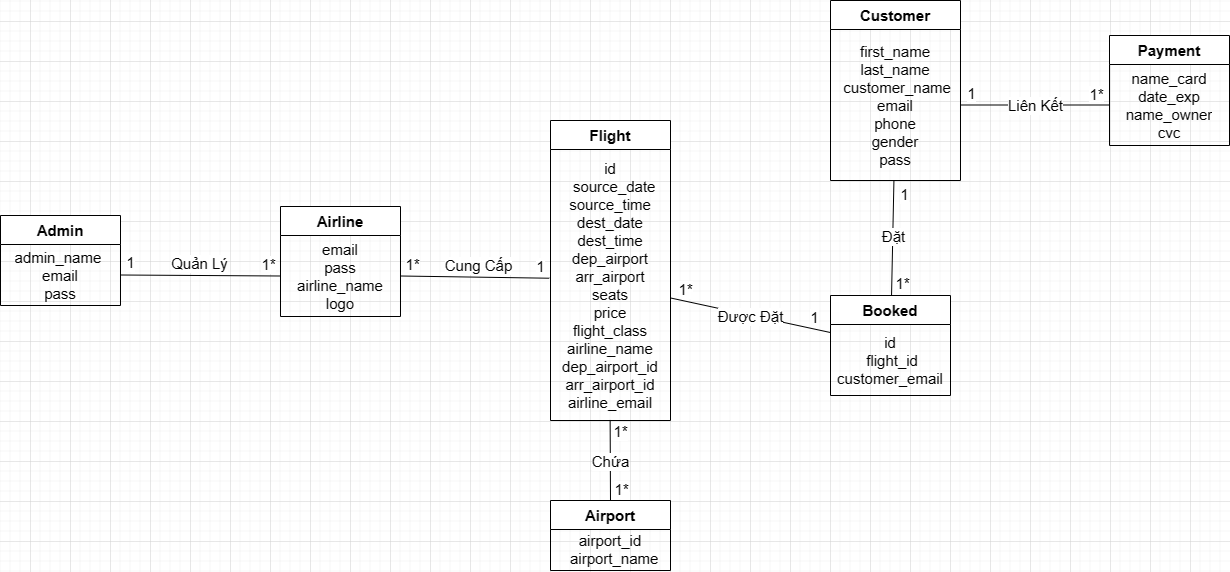 Customer
first_name
last_name
customer_name
email
phone
gender
pass
Payment
name_card
date_exp
name_owner
cvc
1
Liên Kết
1*
Flight
id
source_date
source_time
dest_date
dest_time
dep_airport
arr_airport
seats
price
flight_class
airline_name
dep_airport_id
arr_airport_id
airline_email
Admin
admin_name
email
pass
1
Quản Lý
1*
Airline
email
pass
airline_name
logo
1*
Cung Cấp
1
1
Đặt
1*
1*
Được Đặt
1
Booked
id
flight_id
customer_email
1*
Chứa
1*
Airport
airport_id
airport_name